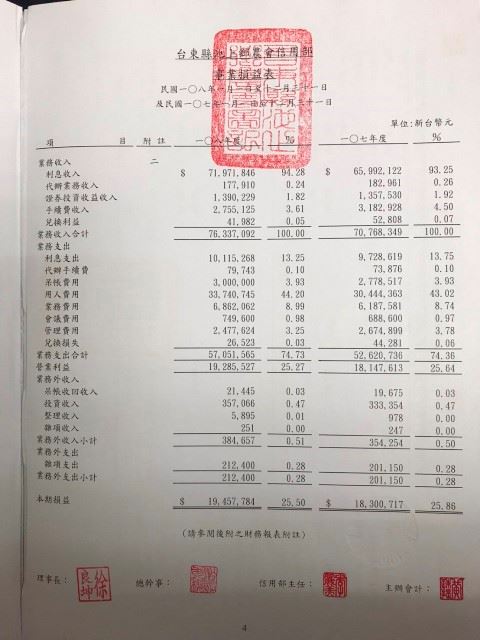 台東縣池上鄉農會信用部
事業損益表
民國一〇八年一月一日至十二月三十一日
及民國一〇七年一月一日至十二月三十一日
單位:新台幣元
項 目 附註 一〇八年度 % 一〇七年度 %
業務收入 二
利息收入 $ 71,971,846 94.28 $ 65,992,122 93.25
代辦業務收入 177,910 0.24 182,961 0.26
證券投資收益收入 1,390,229 1.82 1,357,530 1.92
手續費收入 2,755,125 3.61 3,182,928 4.50
兌換利益 41,982 0.05 52,808 0.07
業務收入合計 76,337,092 100.00 70,768,349 100.00
業務支出
利息支出 10,115,268 13.25 9,728,619 13.75
代辦手續費 79,743 0.10 73,876 0.10
呆帳費用 3,000,000 3.93 2,778,517 3.93
用人費用 33,740,745 44.20 30,444,363 43.02
業務費用 6,862,062 8.99 6,187,581 8.74
會議費用 749,600 0.98 688,600 0.97
管理費用 2,477,624 3.25 2,674,899 3.78
兌換損失 26,523 0.03 44,281 0.06
業務支出合計 57,051,565 74.73 52,620,736 74.36
營業利益 19,285,527 25.27 18,147,613 25.64
業務外收入
呆帳收回收入 21,445 0.03 19,675 0.03
投資收入 357,066 0.47 333,354 0.47
整理收入 5,895 0.01 978 0.00
雜項收入 251 0.00 247 0.00
業務外收入小計 384,657 0.51 354,254 0.50
業務外支出
雜項支出 212,400 0.28 201,150 0.28
業務外支出小計 212,400 0.28 201,150 0.28
本期損益 $ 19,457,784 25.50 $ 18,300,717 25.86
(請參閱後附之財務報表附註)
理事長: 總幹事: 信用部主任: 主辦會計:
4